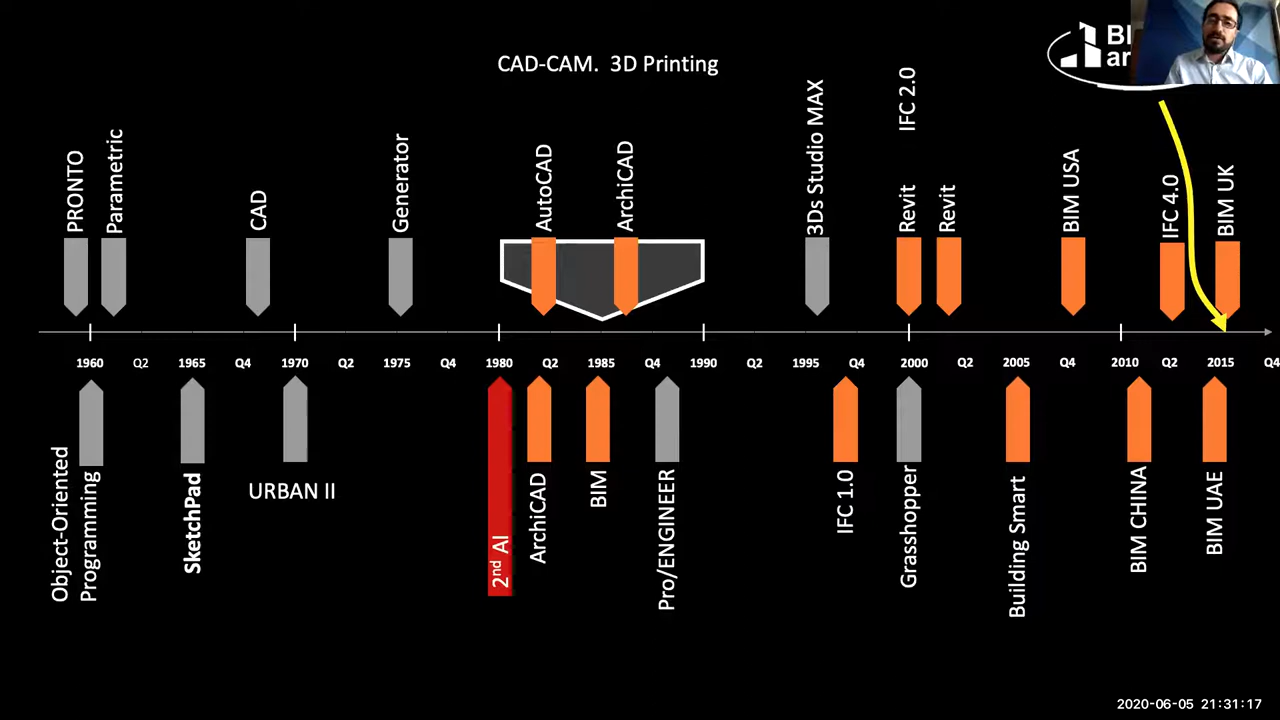 CAD-CAM. 3D Printing
PRONTO
Parametric
CAD
Generator
AutoCAD
ArchiCAD
3Ds Studio MAX
IFC 2.0
Revit
Revit
BIM USA
IFC 4.0
BIM UK
1960 Q2 1965 Q4 1970 Q2 1975 Q4 1980 Q2 1985 Q4 1990 Q2 1995 Q4 2000 Q2 2005 Q4 2010 Q2 2015 Q4
Object-Oriented
Programming
SketchPad
URBAN II
2nd AI
ArchiCAD
BIM
Pro/ENGINEER
IFC 1.0
Grasshopper
Building Smart
BIM CHINA
BIM UAE
2020-06-05 21:31:17